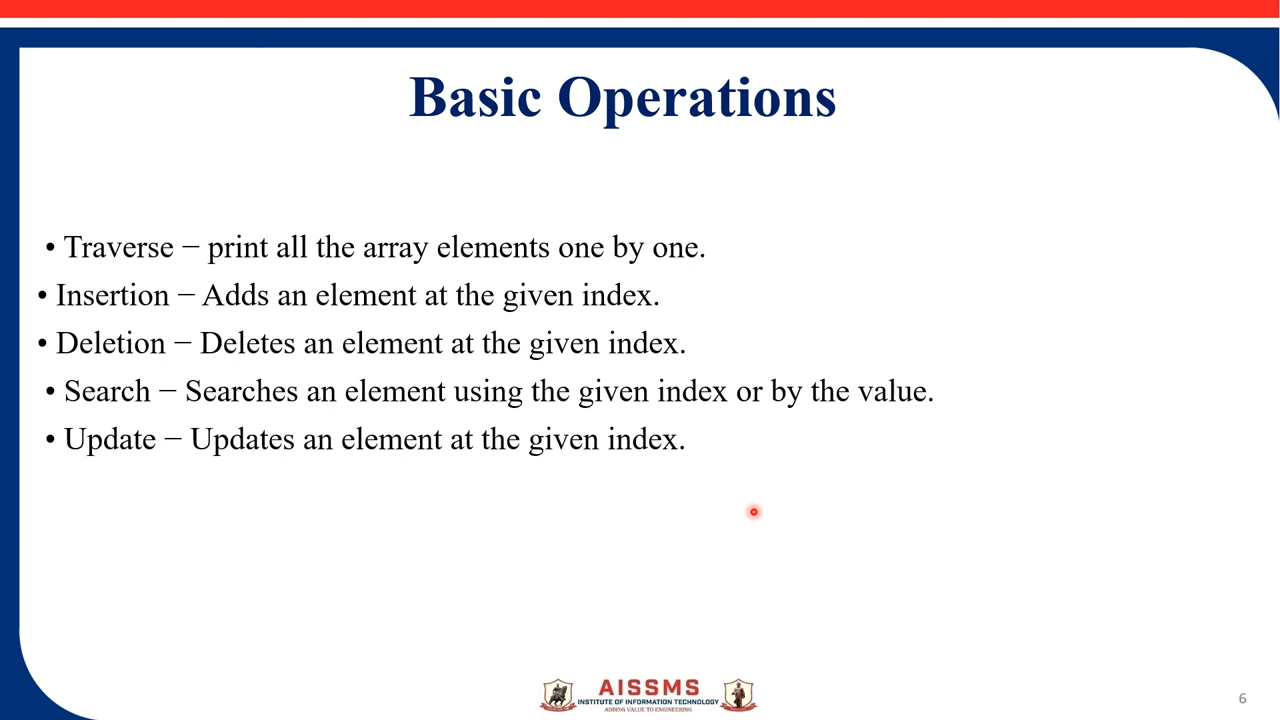 Basic Operations
• Traverse − print all the array elements one by one.
• Insertion − Adds an element at the given index.
• Deletion − Deletes an element at the given index.
• Search − Searches an element using the given index or by the value.
• Update − Updates an element at the given index.
AISSMS
INSTITUTE OF INFORMATION TECHNOLOGY
ADDING VALUE TO ENGINEERING
6